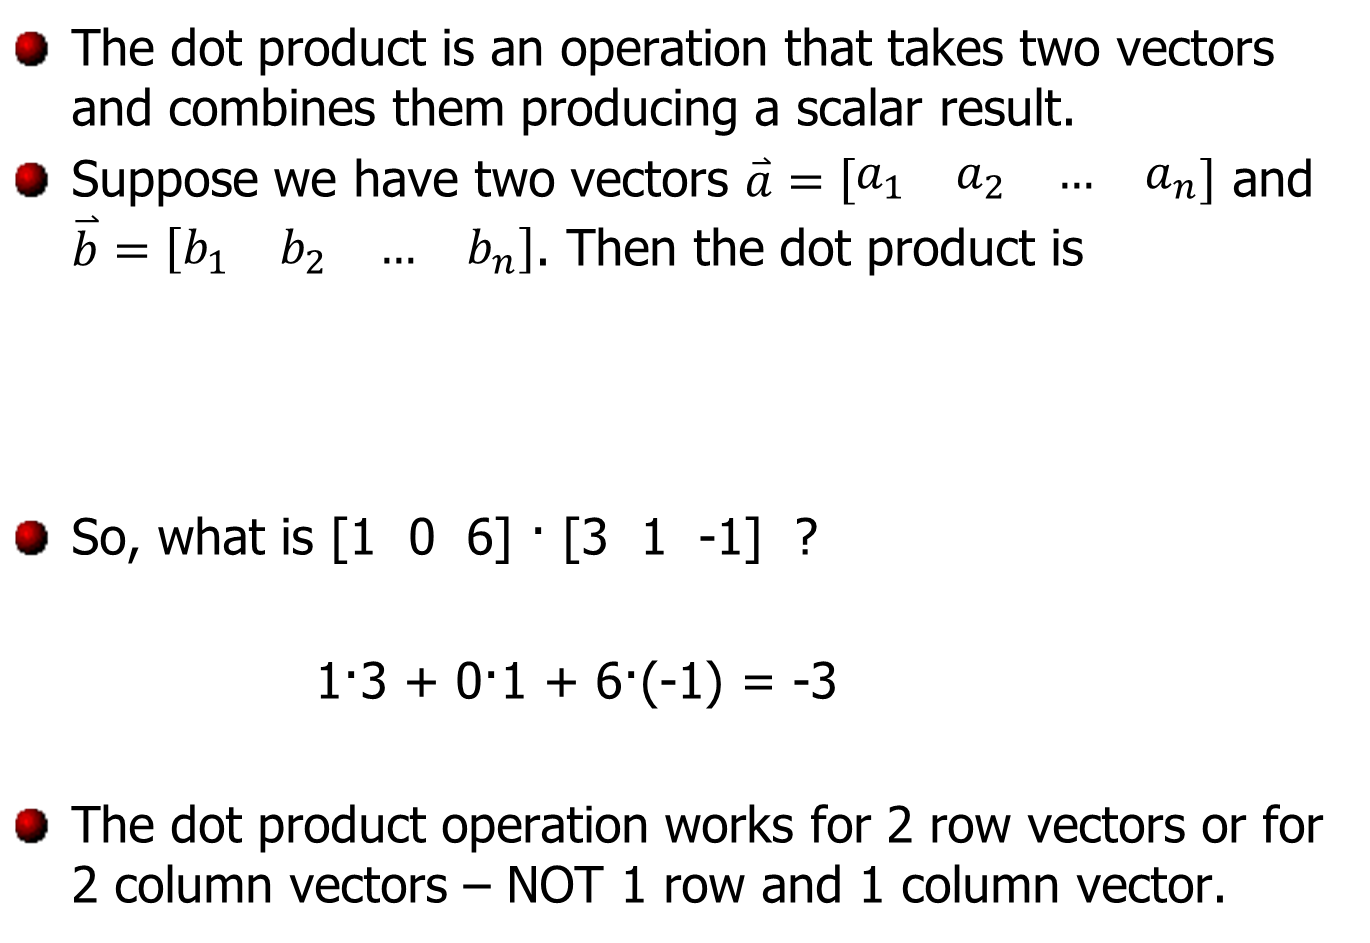 The dot product is an operation that takes two vectors
and combines them producing a scalar result.
Suppose we have two vectors a⃗ = [a₁ a₂ ... aₙ] and
b⃗ = [b₁ b₂ ... bₙ]. Then the dot product is
So, what is [1 0 6] · [3 1 -1] ?
1·3 + 0·1 + 6·(-1) = -3
The dot product operation works for 2 row vectors or for
2 column vectors – NOT 1 row and 1 column vector.